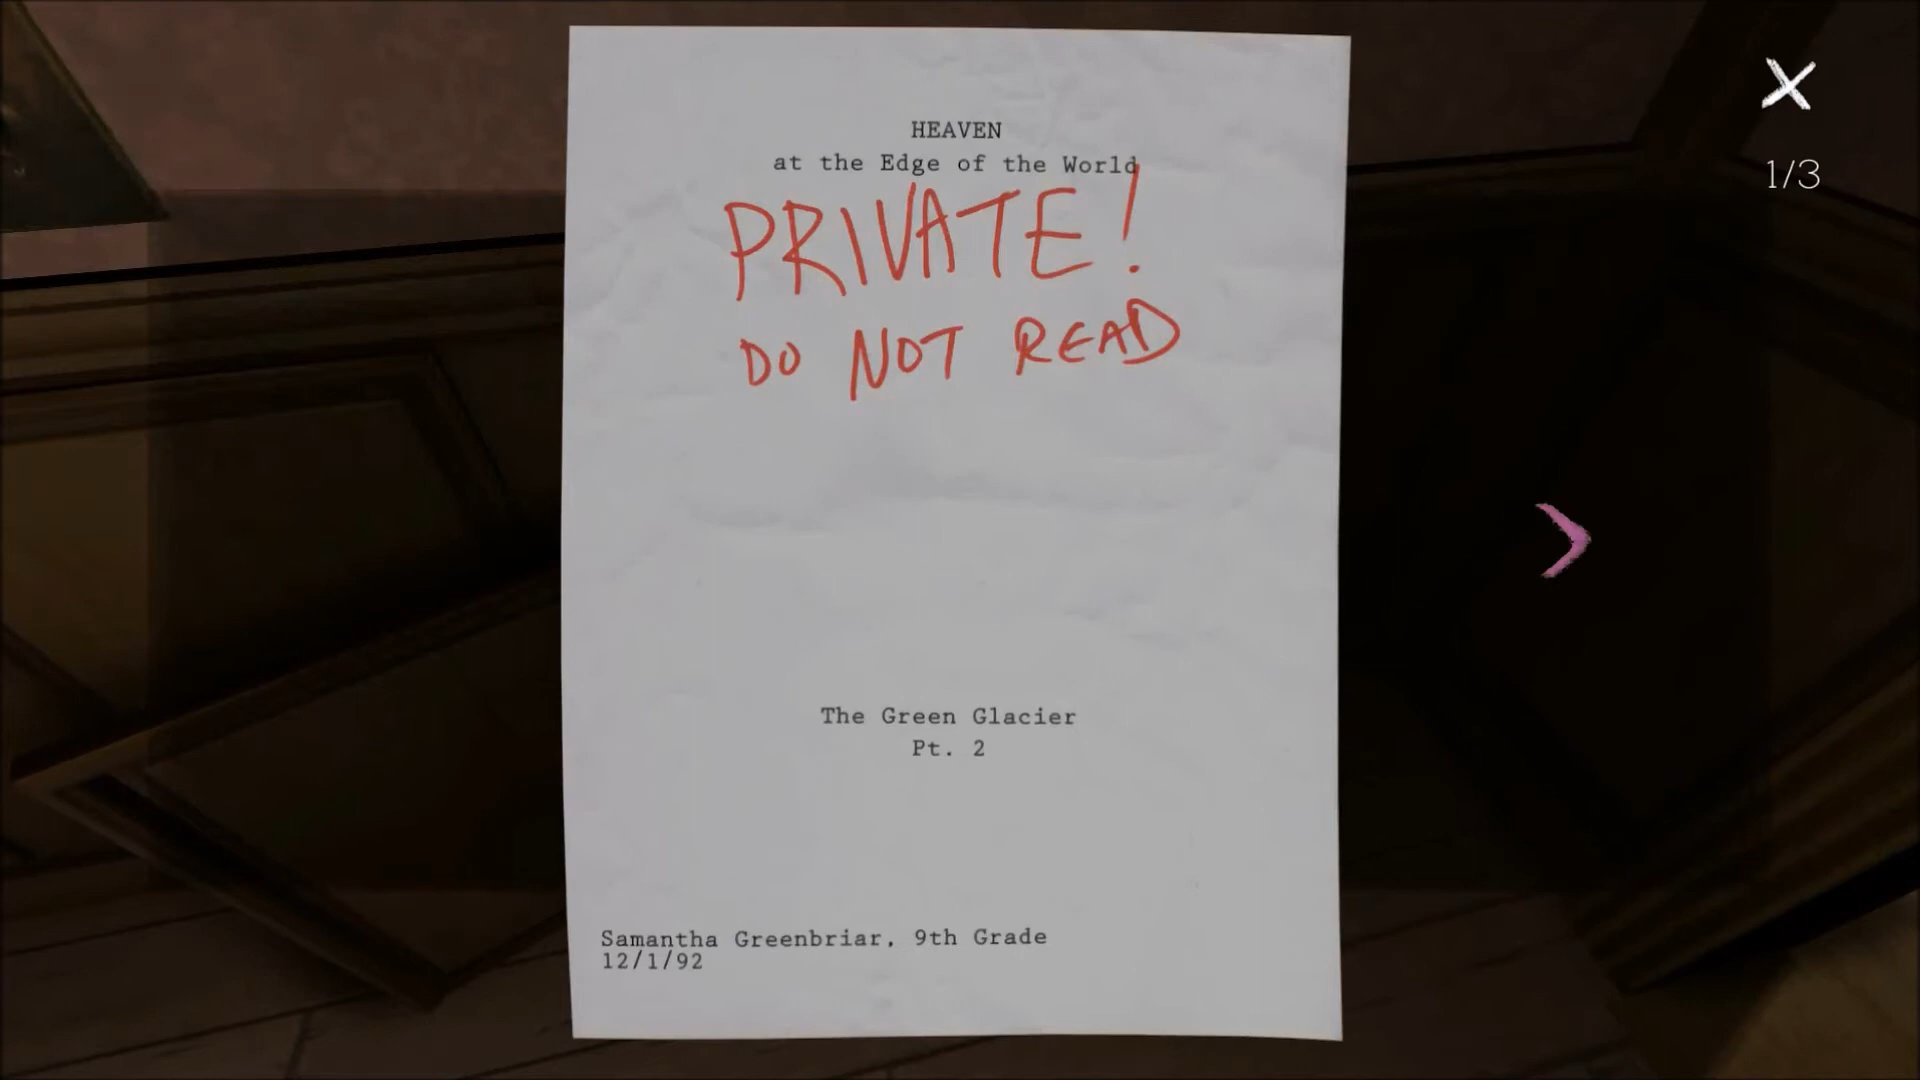 HEAVEN
at the Edge of the World
PRIVATE!
DO NOT READ
The Green Glacier
Pt. 2
Samantha Greenbriar, 9th Grade
12/1/92
1/3